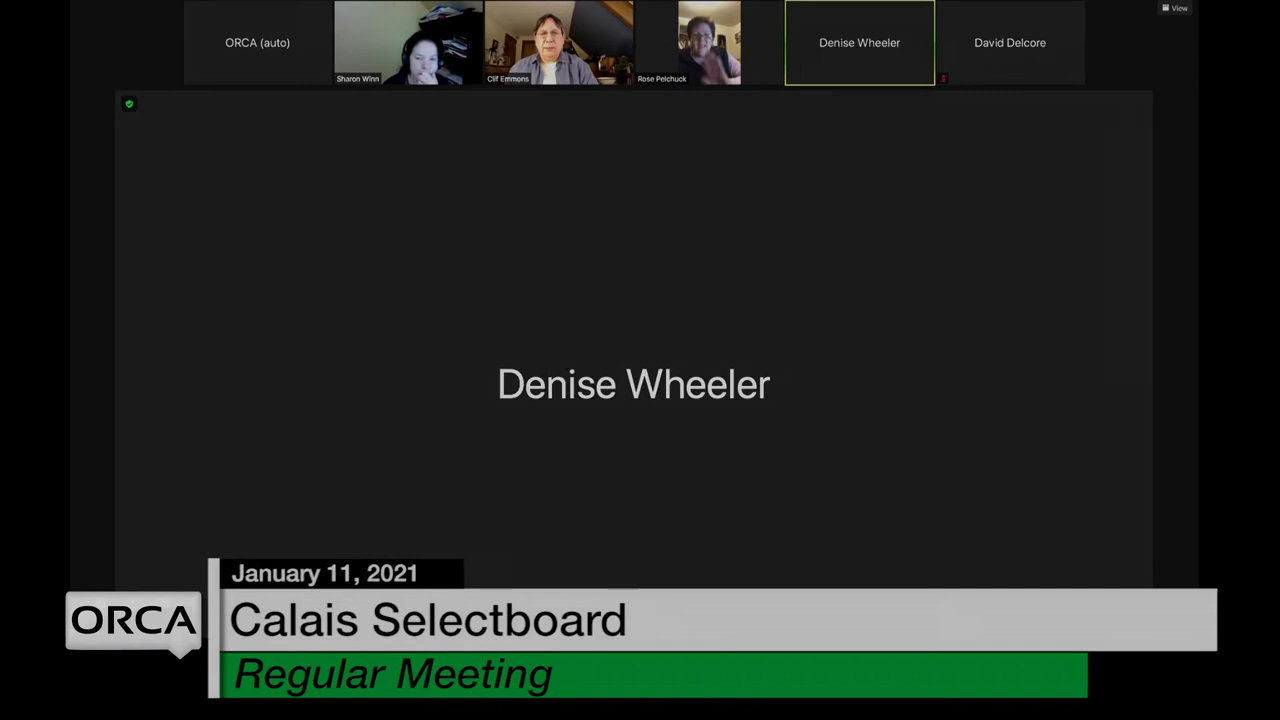 View
ORCA (auto)
Denise Wheeler
David Delcore
Sharon Winn
Clif Emmons
Rose Pelchuck
Denise Wheeler
January 11, 2021
ORCA
Calais Selectboard
Regular Meeting